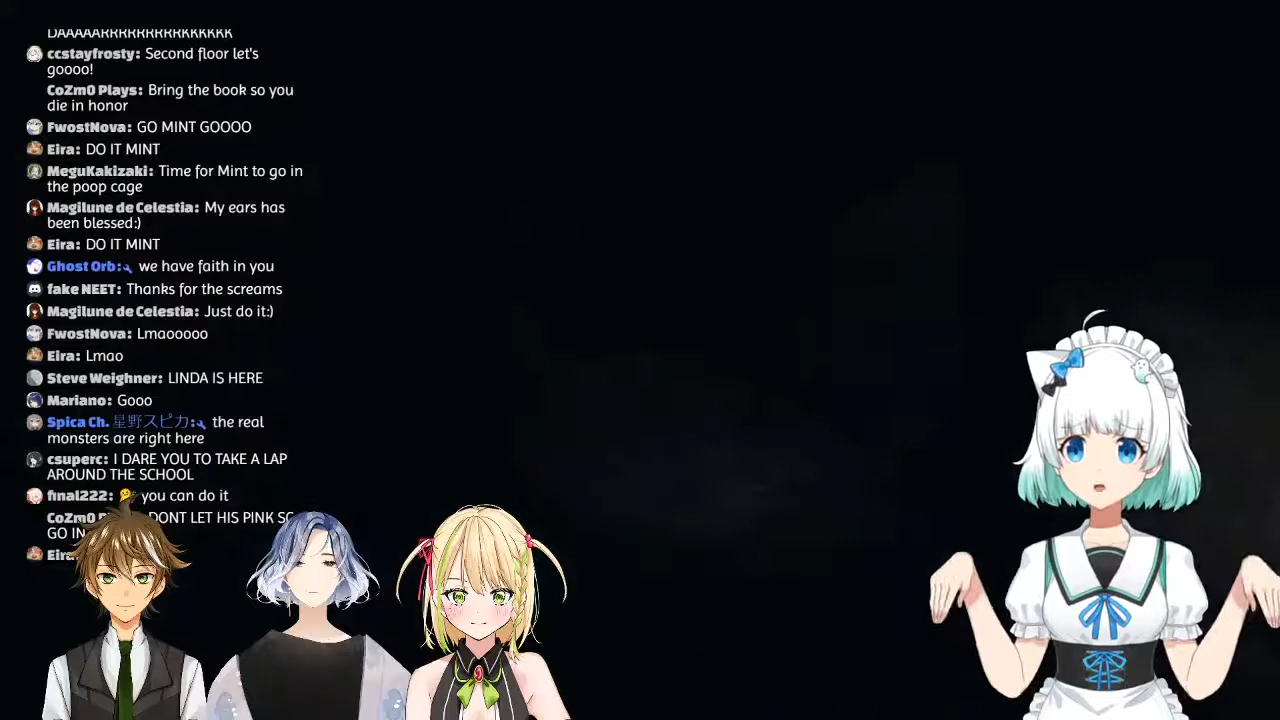 DAAAAARRRRRRRRRRKKKKKK
ccstayfrosty: Second floor let's
goooo!
CoZm0 Plays: Bring the book so you
die in honor
FwostNova: GO MINT GOOOO
Eira: DO IT MINT
MeguKakizaki: Time for Mint to go in
the poop cage
Magilune de Celestia: My ears has
been blessed:)
Eira: DO IT MINT
Ghost Orb: we have faith in you
fake NEET: Thanks for the screams
Magilune de Celestia: Just do it:)
FwostNova: Lmaooooo
Eira: Lmao
Steve Weighner: LINDA IS HERE
Mariano: Gooo
Spica Ch. 星野スピカ: the real
monsters are right here
csuperc: I DARE YOU TO TAKE A LAP
AROUND THE SCHOOL
final222: you can do it
CoZm0 DONT LET HIS PINK
GO IN
Eira